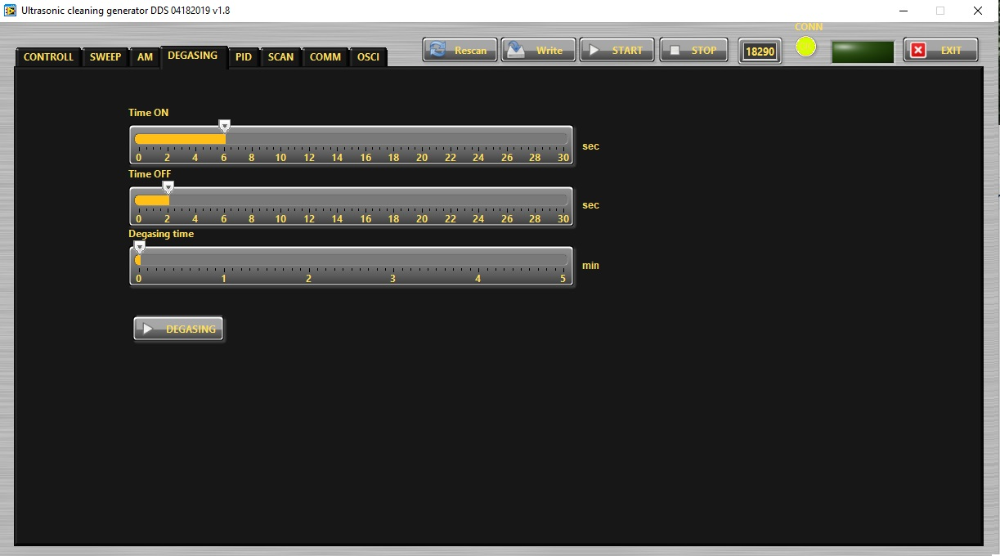 Ultrasonic cleaning generator DDS 04182019 v1.8
CONN
CONTROLL SWEEP AM DEGASING PID SCAN COMM OSCI Rescan Write START STOP 18290 EXIT
Time ON
0 2 4 6 8 10 12 14 16 18 20 22 24 26 28 30 sec
Time OFF
0 2 4 6 8 10 12 14 16 18 20 22 24 26 28 30 sec
Degasing time
0 1 2 3 4 5 min
DEGASING